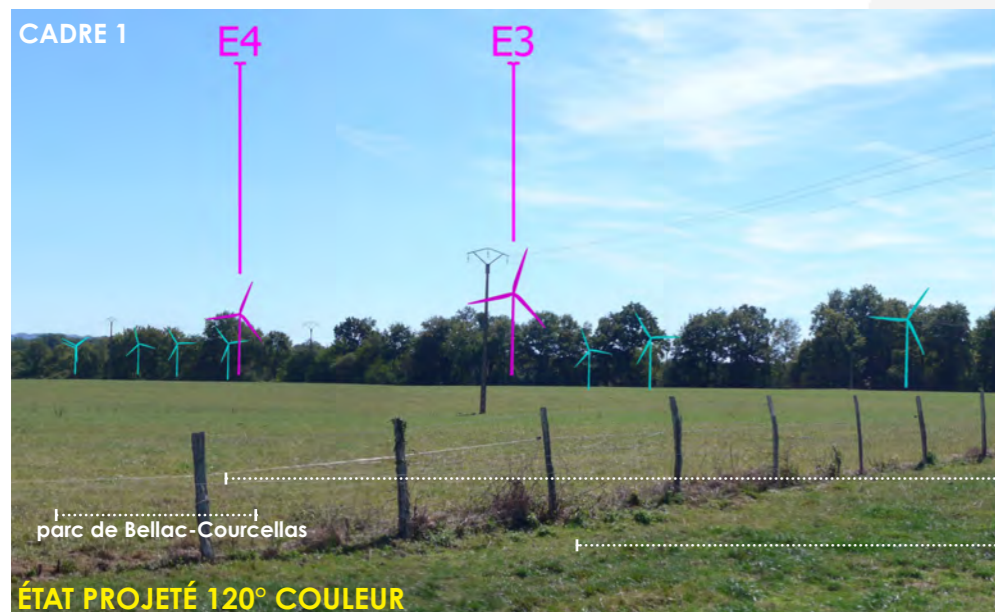 CADRE 1
E4
E3
parc de Bellac-Courcellas
ÉTAT PROJETÉ 120° COULEUR